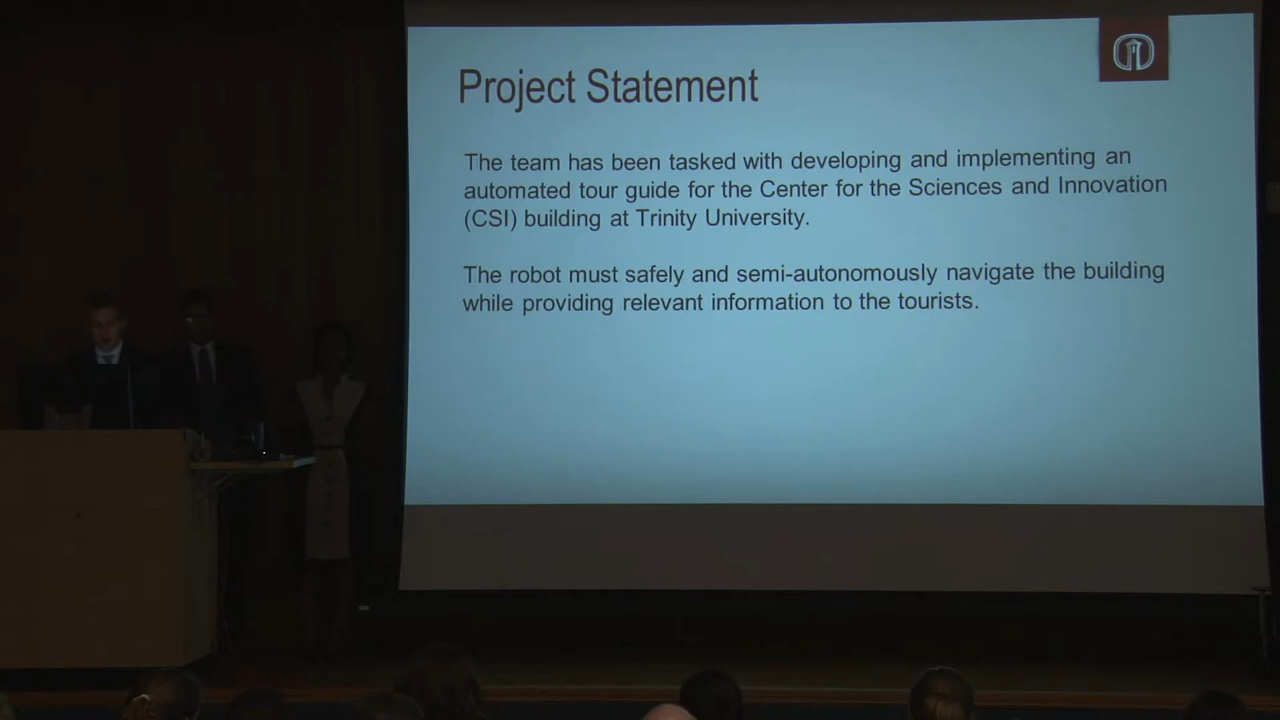 Project Statement
The team has been tasked with developing and implementing an
automated tour guide for the Center for the Sciences and Innovation
(CSI) building at Trinity University.
The robot must safely and semi-autonomously navigate the building
while providing relevant information to the tourists.